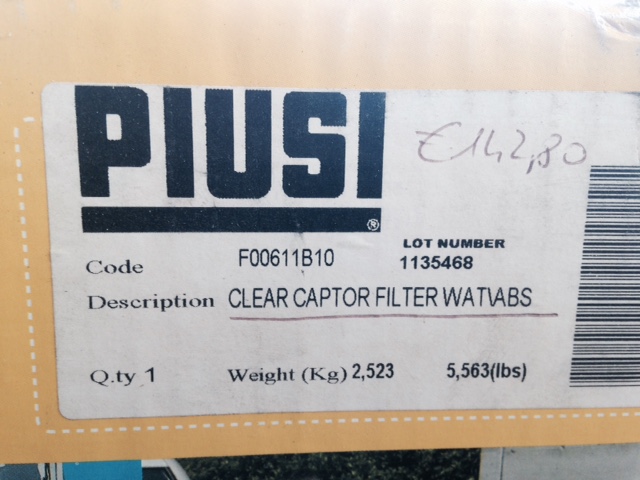 PIUSI
®
€142,80
Code F00611B10
LOT NUMBER
1135468
Description CLEAR CAPTOR FILTER WAT\ABS
Q.ty 1 Weight (Kg) 2,523 5,563(lbs)